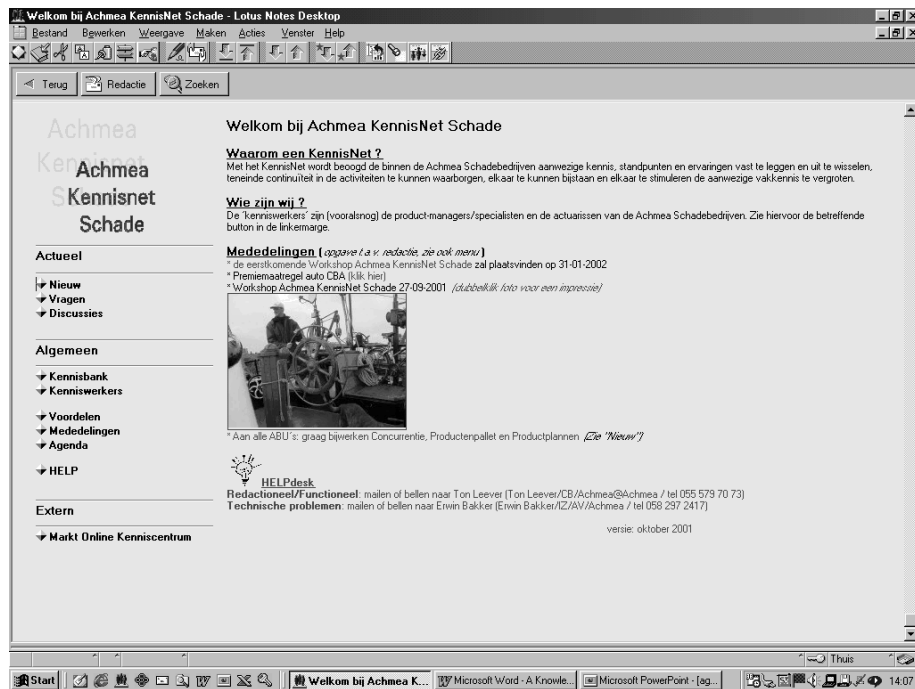 Welkom bij Achmea KennisNet Schade - Lotus Notes Desktop
Bestand Bewerken Weergave Maken Acties Venster Help
Terug Redactie Zoeken
Achmea
Kennisnet
Schade
Actueel
Nieuw
Vragen
Discussies
Algemeen
Kennisbank
Kenniswerkers
Voordelen
Mededelingen
Agenda
HELP
Extern
Markt Online Kenniscentrum
Welkom bij Achmea KennisNet Schade
Waarom een KennisNet ?
Met het KennisNet wordt beoogd de binnen de Achmea Schadebedrijven aanwezige kennis, standpunten en ervaringen vast te leggen en uit te wisselen,
teneinde continuïteit in de activiteiten te kunnen waarborgen, elkaar te kunnen bijstaan en elkaar te stimuleren de aanwezige vakkennis te vergroten.
Wie zijn wij ?
De ´kenniswerkers´ zijn (vooralsnog) de product-managers/specialisten en de actuarissen van de Achmea Schadebedrijven. Zie hiervoor de betreffende
button in de linkermarge.
Mededelingen ( opgave t.a.v. redactie, zie ook menu )
* de eerstkomende Workshop Achmea KennisNet Schade zal plaatsvinden op 31-01-2002
* Premiemaatregel auto CBA (klik hier)
* Workshop Achmea KennisNet Schade 27-09-2001 (dubbelklik foto voor een impressie)
* Aan alle ABU´s: graag bijwerken Concurrentie, Productenpallet en Productplannen (Zie "Nieuw")
HELPdesk
Redactioneel/Functioneel: mailen of bellen naar Ton Leever (Ton Leever/CB/Achmea@Achmea / tel 055 579 70 73)
Technische problemen: mailen of bellen naar Erwin Bakker (Erwin Bakker/IZ/AV/Achmea / tel 058 297 2417)
versie: oktober 2001
Thuis
Start Welkom bij Achmea K... Microsoft Word - A Knowle... Microsoft PowerPoint - [ag... 14:07